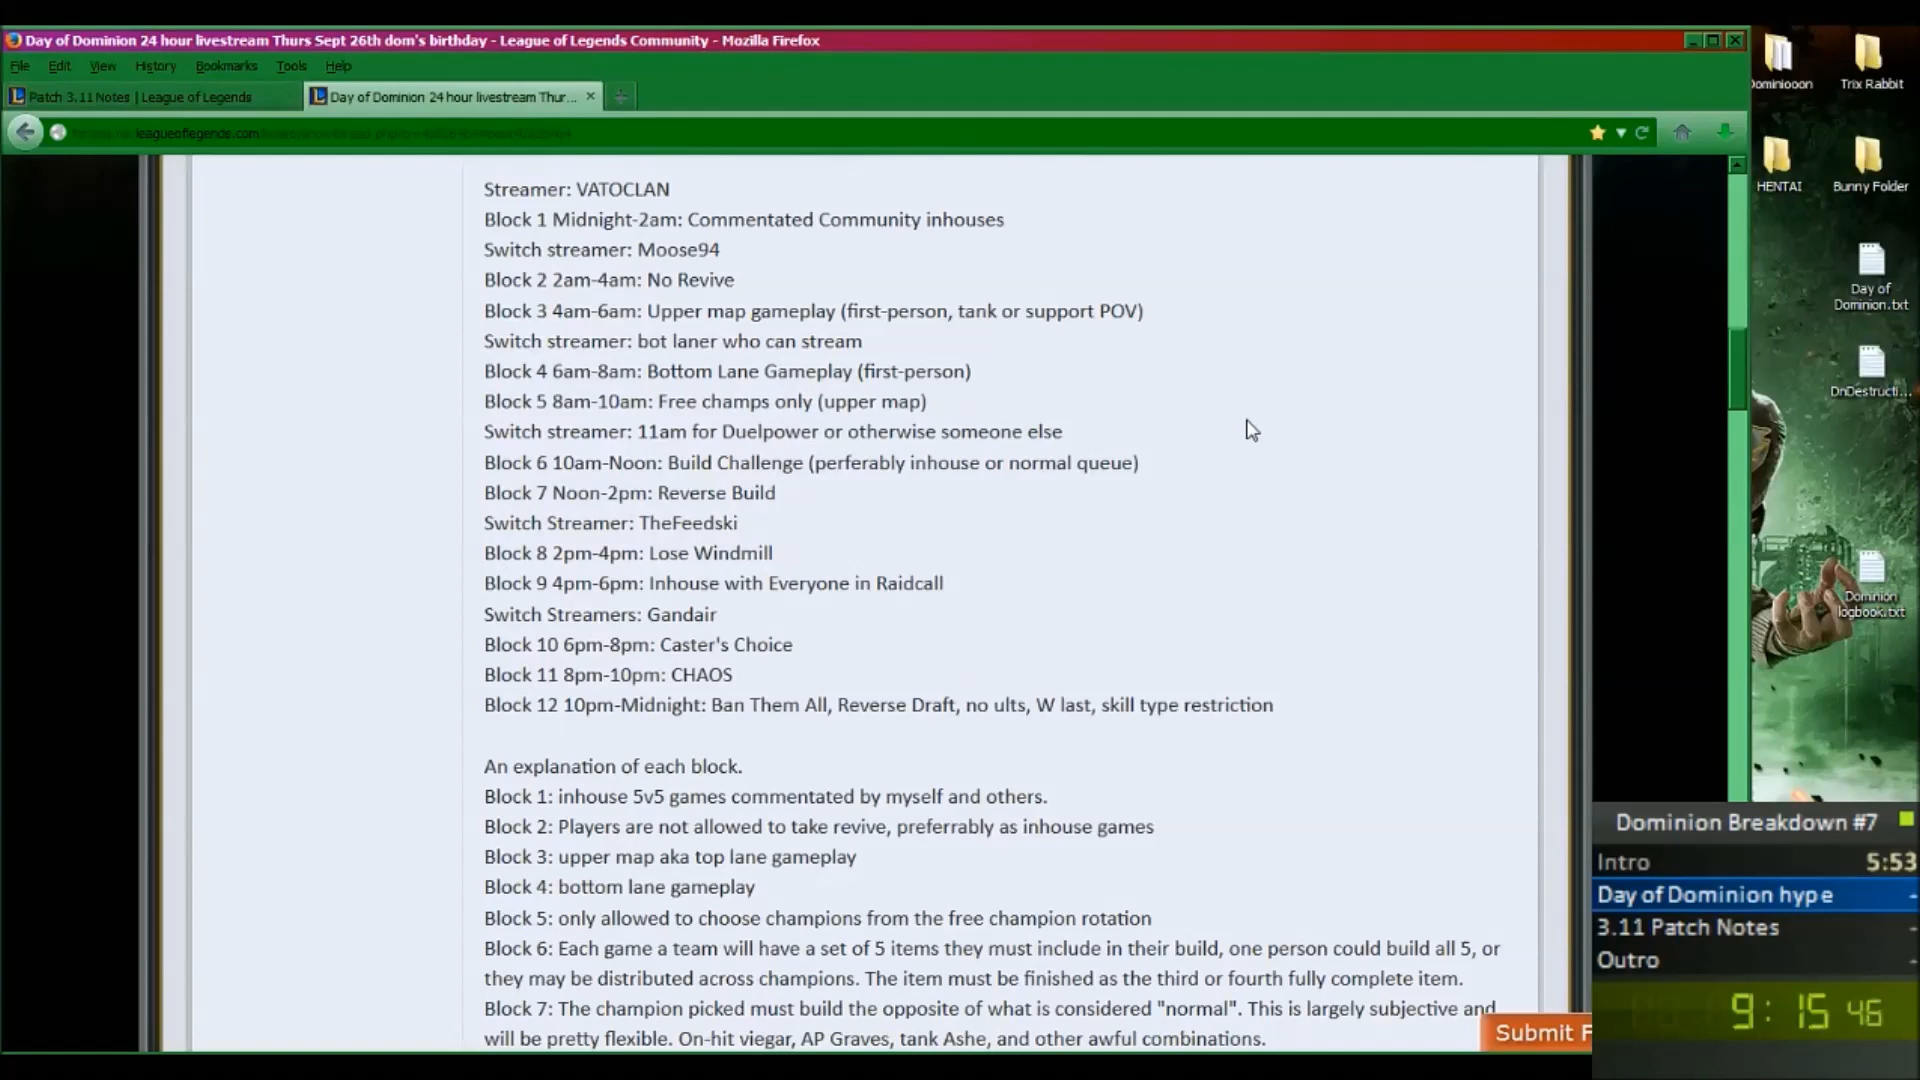 Day of Dominion 24 hour livestream Thurs Sept 26th dom's birthday - League of Legends Community - Mozilla Firefox
File Edit View History Bookmarks Tools Help
Patch 3.11 Notes | League of Legends
Day of Dominion 24 hour livestream Thur...
leagueoflegends.com
Streamer: VATOCLAN
Block 1 Midnight-2am: Commentated Community inhouses
Switch streamer: Moose94
Block 2 2am-4am: No Revive
Block 3 4am-6am: Upper map gameplay (first-person, tank or support POV)
Switch streamer: bot laner who can stream
Block 4 6am-8am: Bottom Lane Gameplay (first-person)
Block 5 8am-10am: Free champs only (upper map)
Switch streamer: 11am for Duelpower or otherwise someone else
Block 6 10am-Noon: Build Challenge (perferably inhouse or normal queue)
Block 7 Noon-2pm: Reverse Build
Switch Streamer: TheFeedski
Block 8 2pm-4pm: Lose Windmill
Block 9 4pm-6pm: Inhouse with Everyone in Raidcall
Switch Streamers: Gandair
Block 10 6pm-8pm: Caster's Choice
Block 11 8pm-10pm: CHAOS
Block 12 10pm-Midnight: Ban Them All, Reverse Draft, no ults, W last, skill type restriction
An explanation of each block.
Block 1: inhouse 5v5 games commentated by myself and others.
Block 2: Players are not allowed to take revive, preferrably as inhouse games
Block 3: upper map aka top lane gameplay
Block 4: bottom lane gameplay
Block 5: only allowed to choose champions from the free champion rotation
Block 6: Each game a team will have a set of 5 items they must include in their build, one person could build all 5, or
they may be distributed across champions. The item must be finished as the third or fourth fully complete item.
Block 7: The champion picked must build the opposite of what is considered "normal". This is largely subjective and
will be pretty flexible. On-hit viegar, AP Graves, tank Ashe, and other awful combinations.
Submit F
Dominiooon
Trix Rabbit
HENTAI
Bunny Folder
Day of
Dominion.txt
DnDestructi...
Dominion
logbook.txt
Dominion Breakdown #7
Intro 5:53
Day of Dominion hype -
3.11 Patch Notes -
Outro -
9:15 46